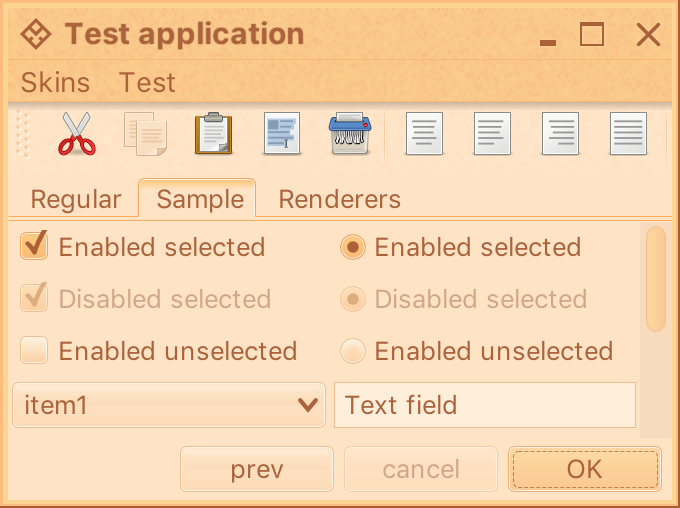 Test application
Skins Test
Regular Sample Renderers
Enabled selected Enabled selected
Disabled selected Disabled selected
Enabled unselected Enabled unselected
item1 Text field
prev cancel OK